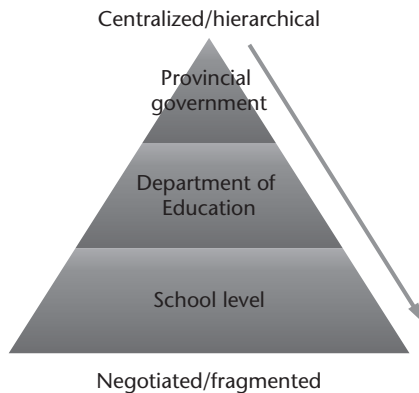 Centralized/hierarchical
Provincial
government
Department of
Education
School level
Negotiated/fragmented